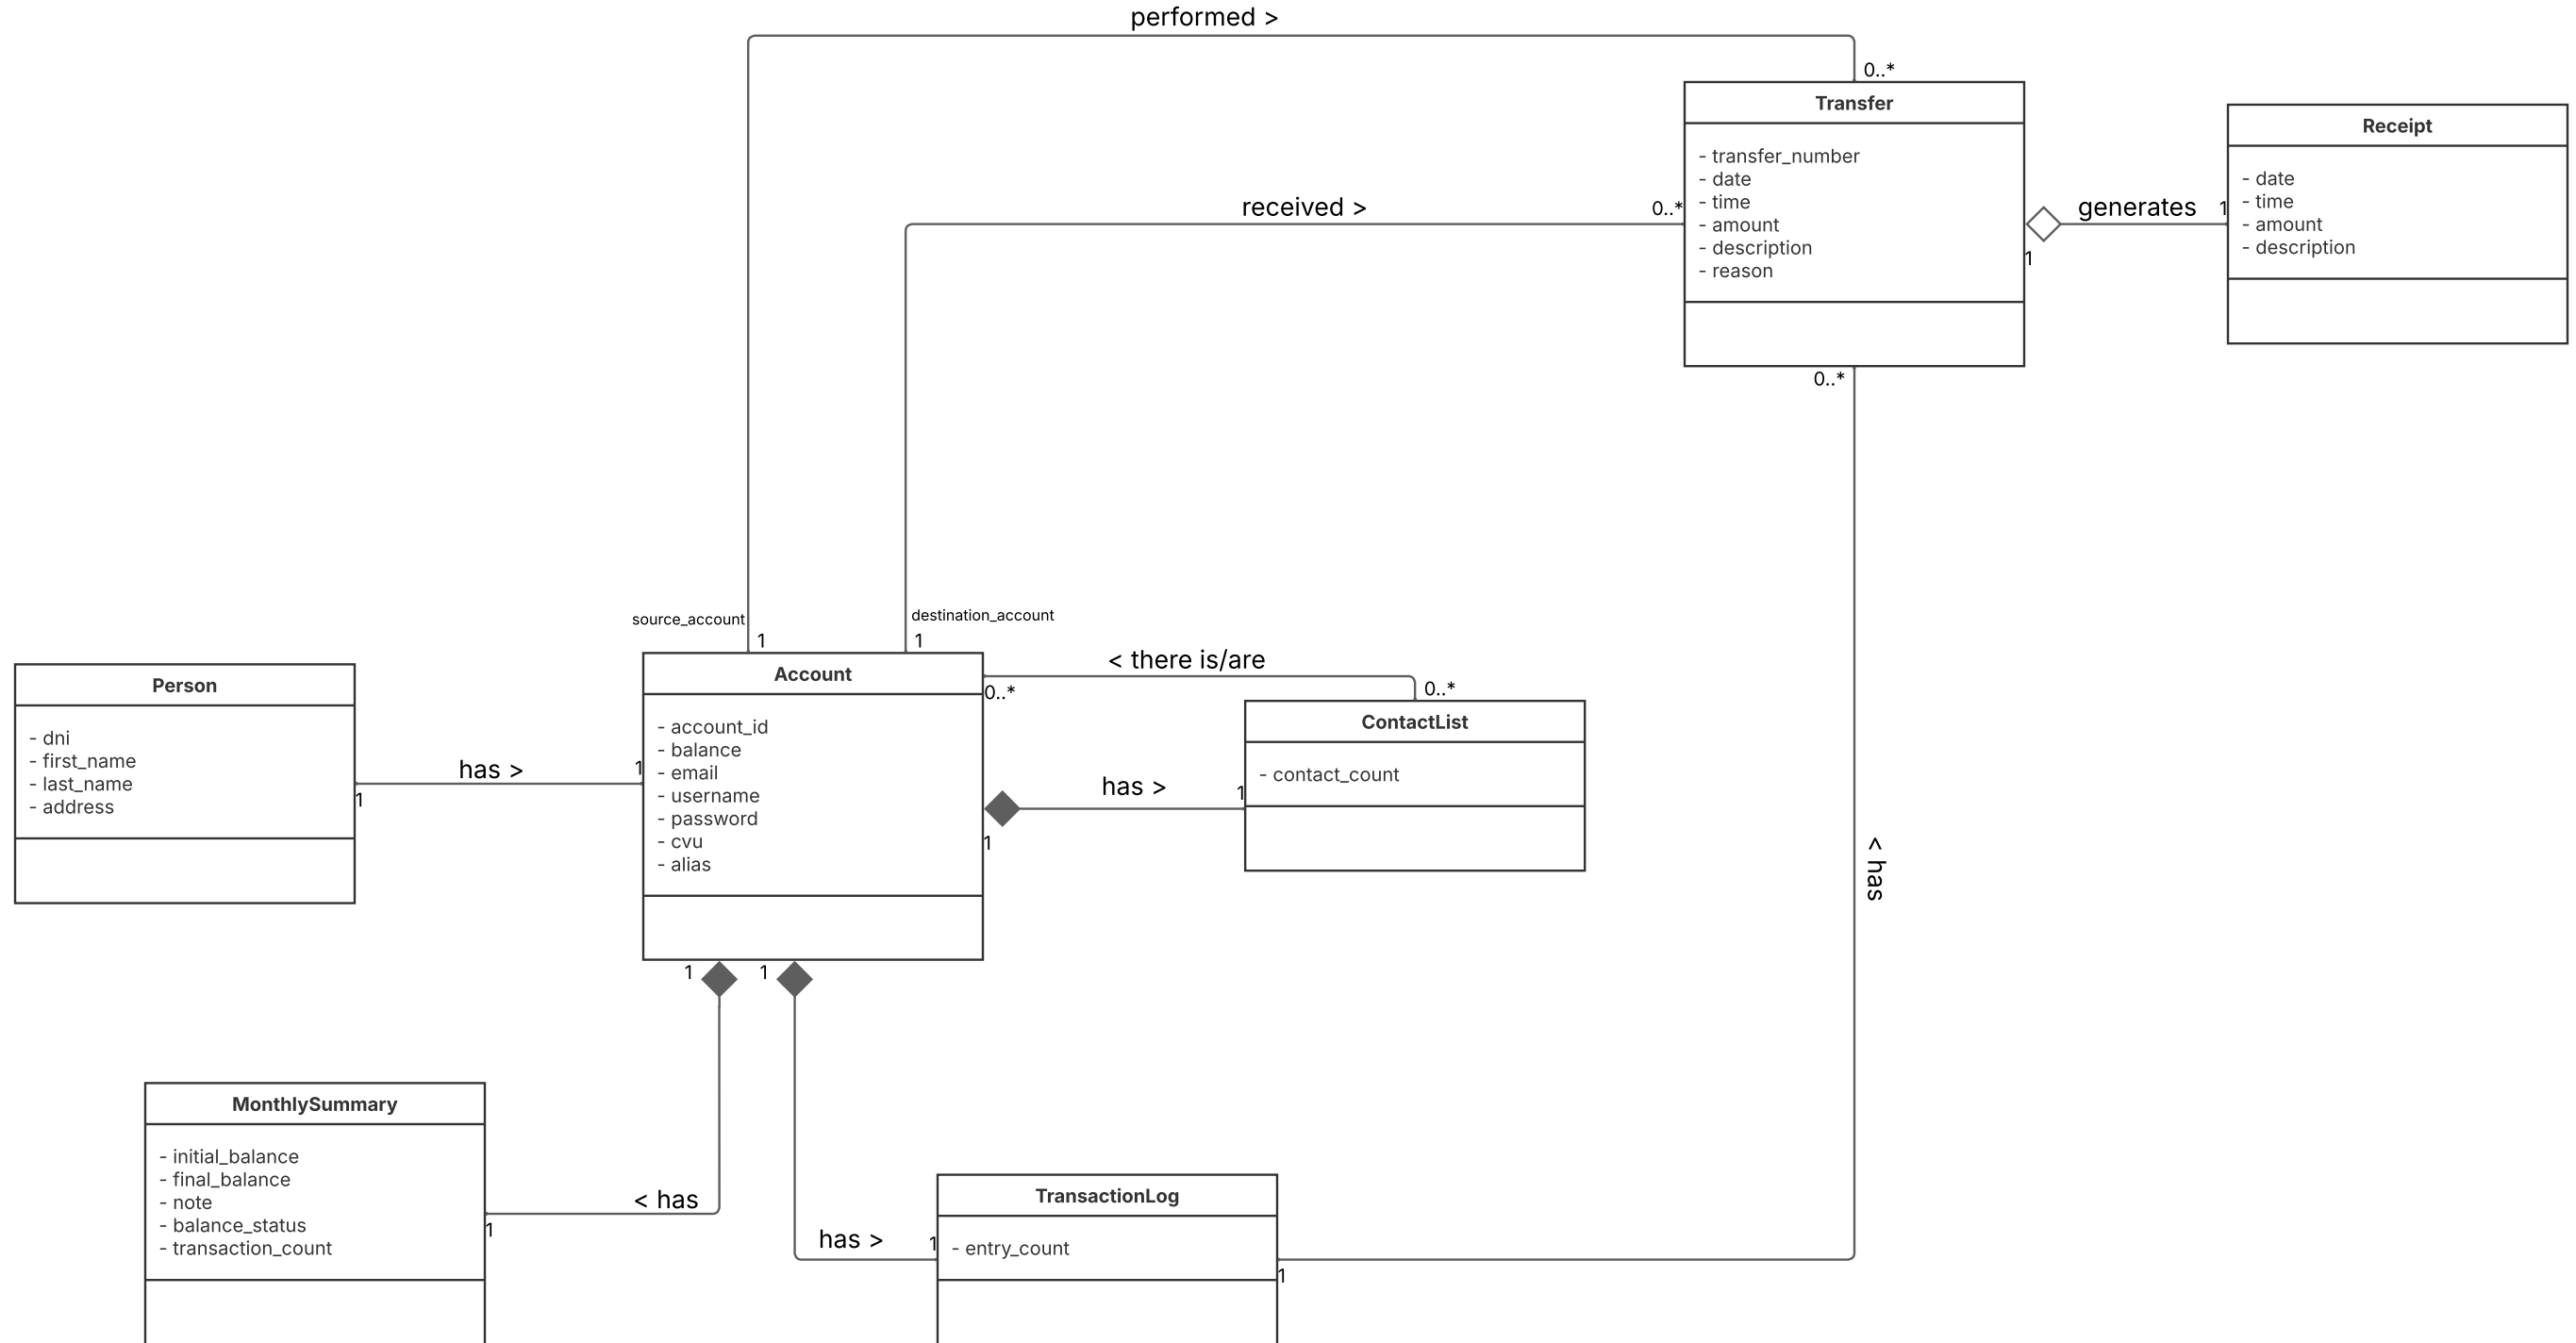 performed >
0..*
Transfer
- transfer_number
- date
- time
- amount
- description
- reason
Receipt
- date
- time
- amount
- description
received >
0..*
generates
1
1
0..*
source_account
1
destination_account
1
< there is/are
0..*
0..*
Person
- dni
- first_name
- last_name
- address
has >
1
1
Account
- account_id
- balance
- email
- username
- password
- cvu
- alias
ContactList
- contact_count
has >
1
1
< has
1
1
MonthlySummary
- initial_balance
- final_balance
- note
- balance_status
- transaction_count
< has
1
has >
1
TransactionLog
- entry_count
1